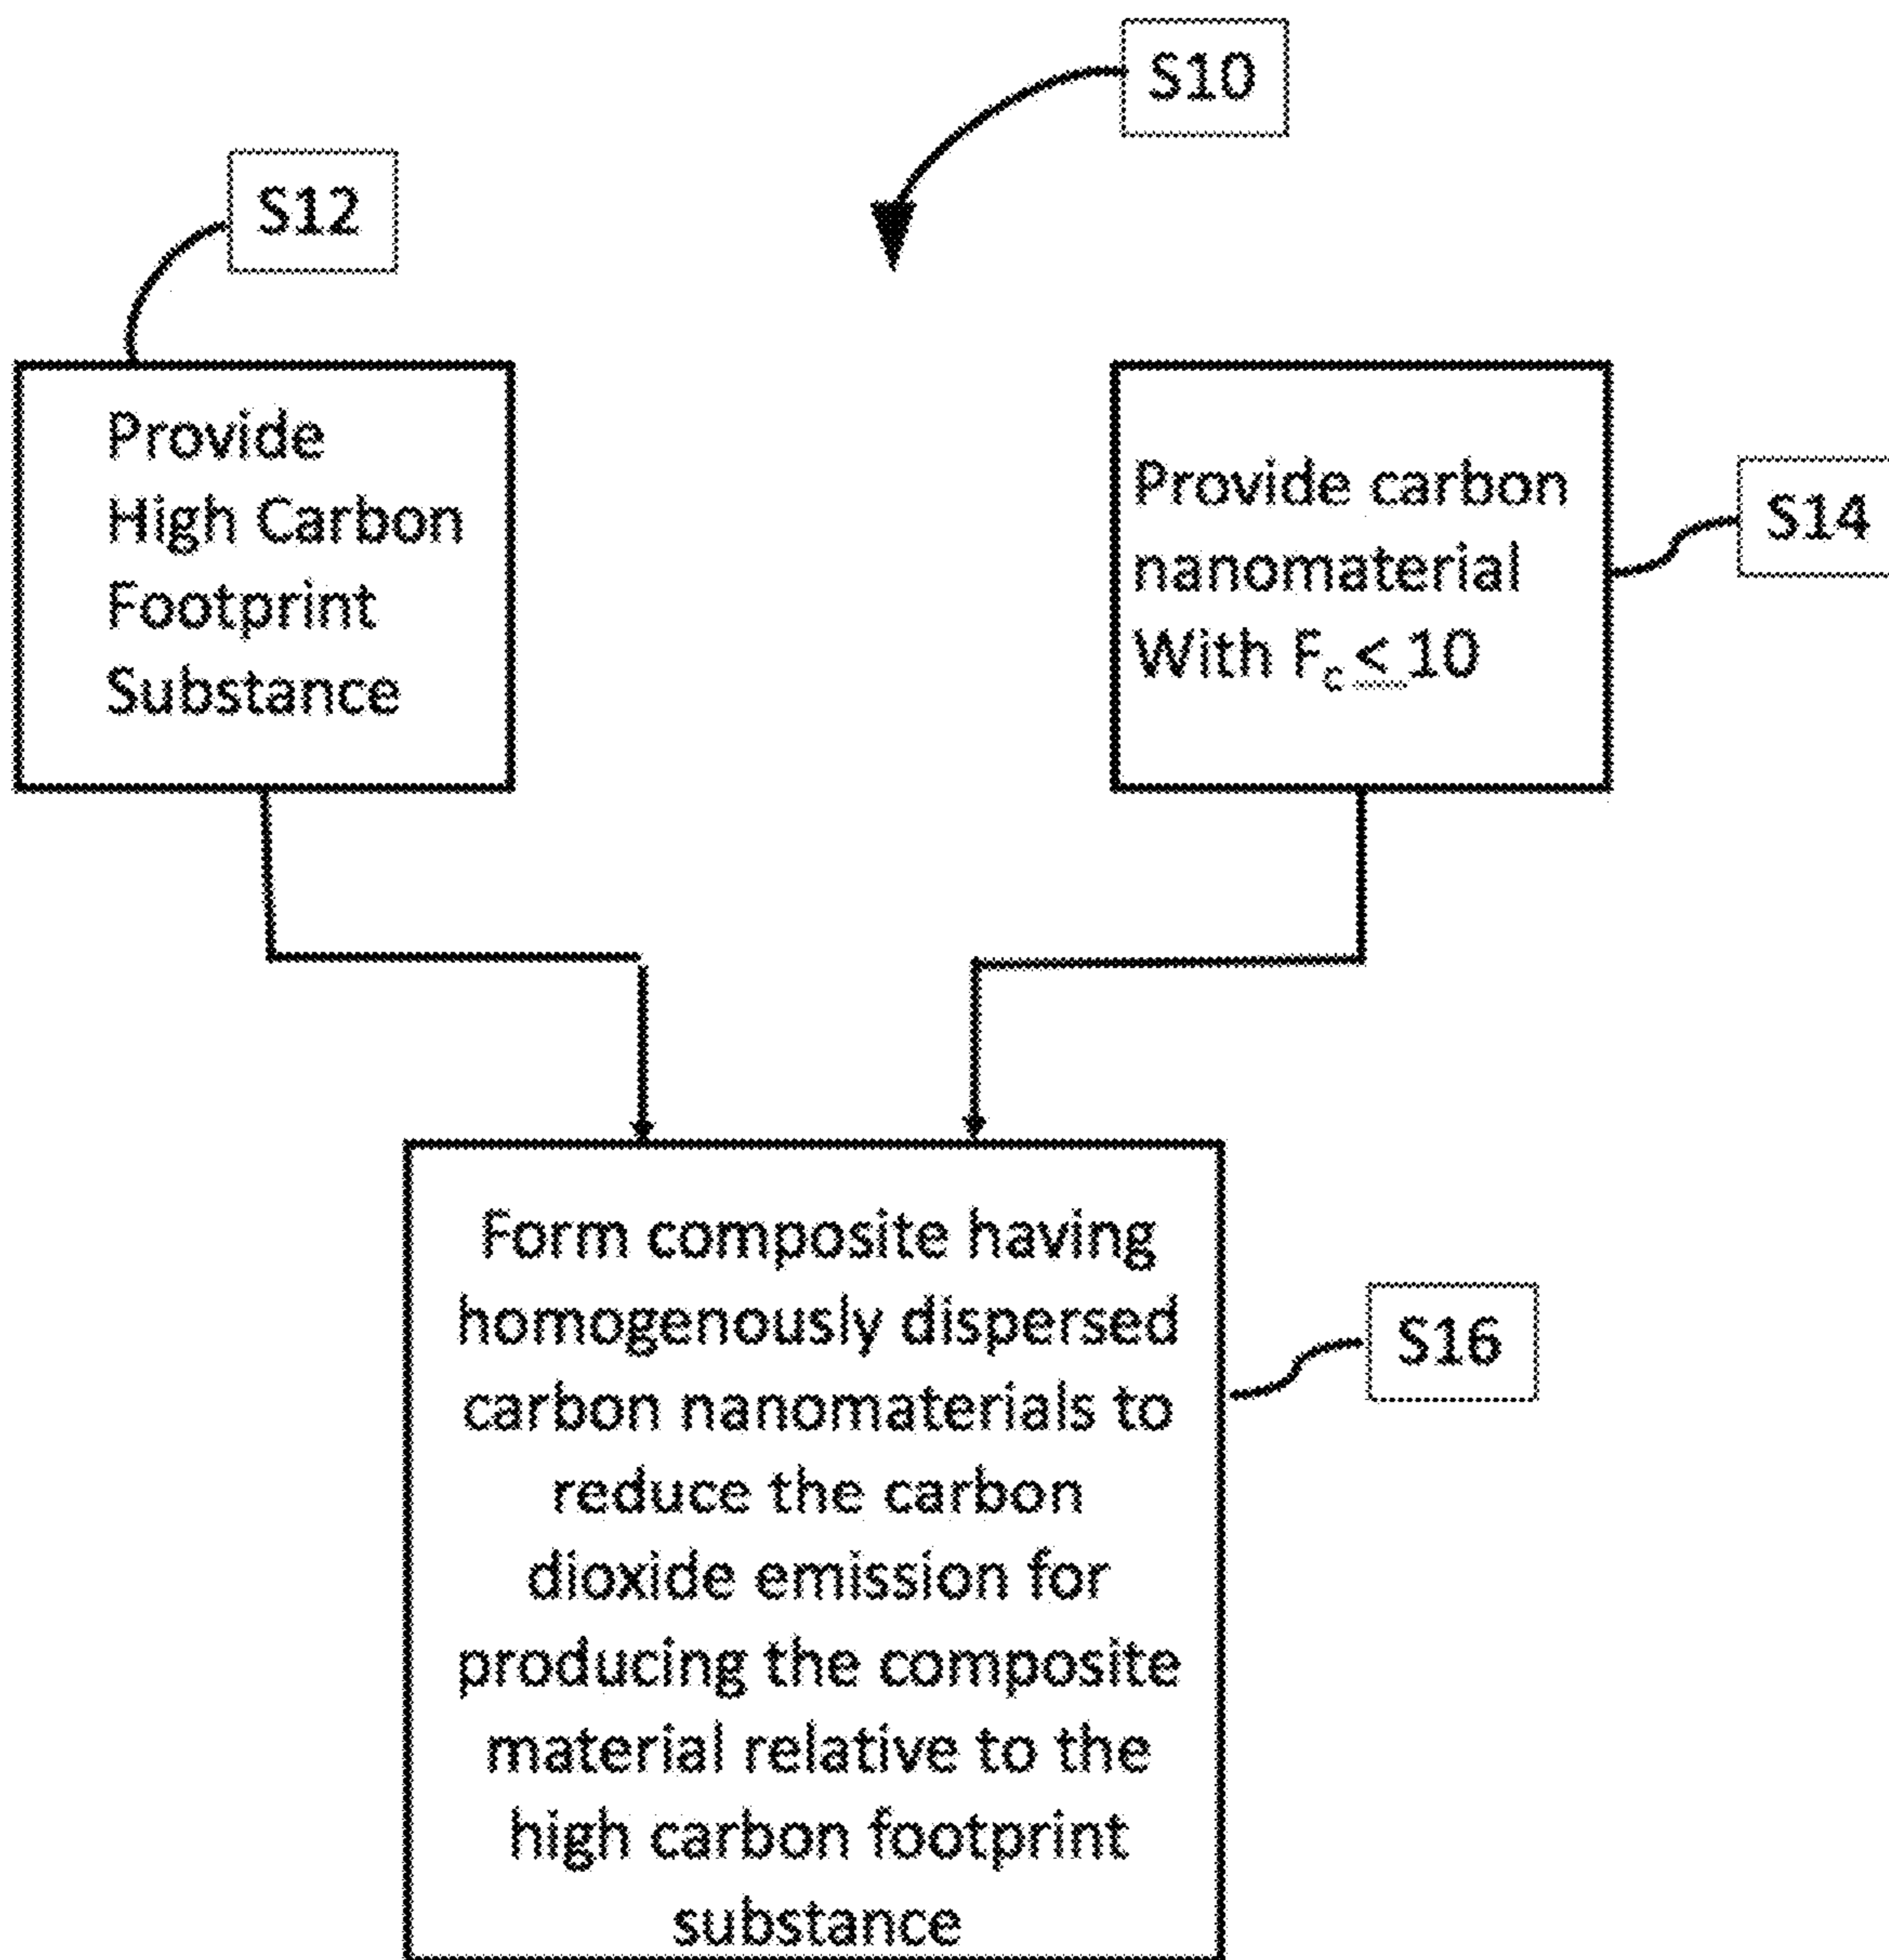 S10
S12
Provide
High Carbon
Footprint
Substance
Provide carbon
nanomaterial
With Fc ≤ 10
S14
Form composite having
homogenously dispersed
carbon nanomaterials to
reduce the carbon
dioxide emission for
producing the composite
material relative to the
high carbon footprint
substance
S16